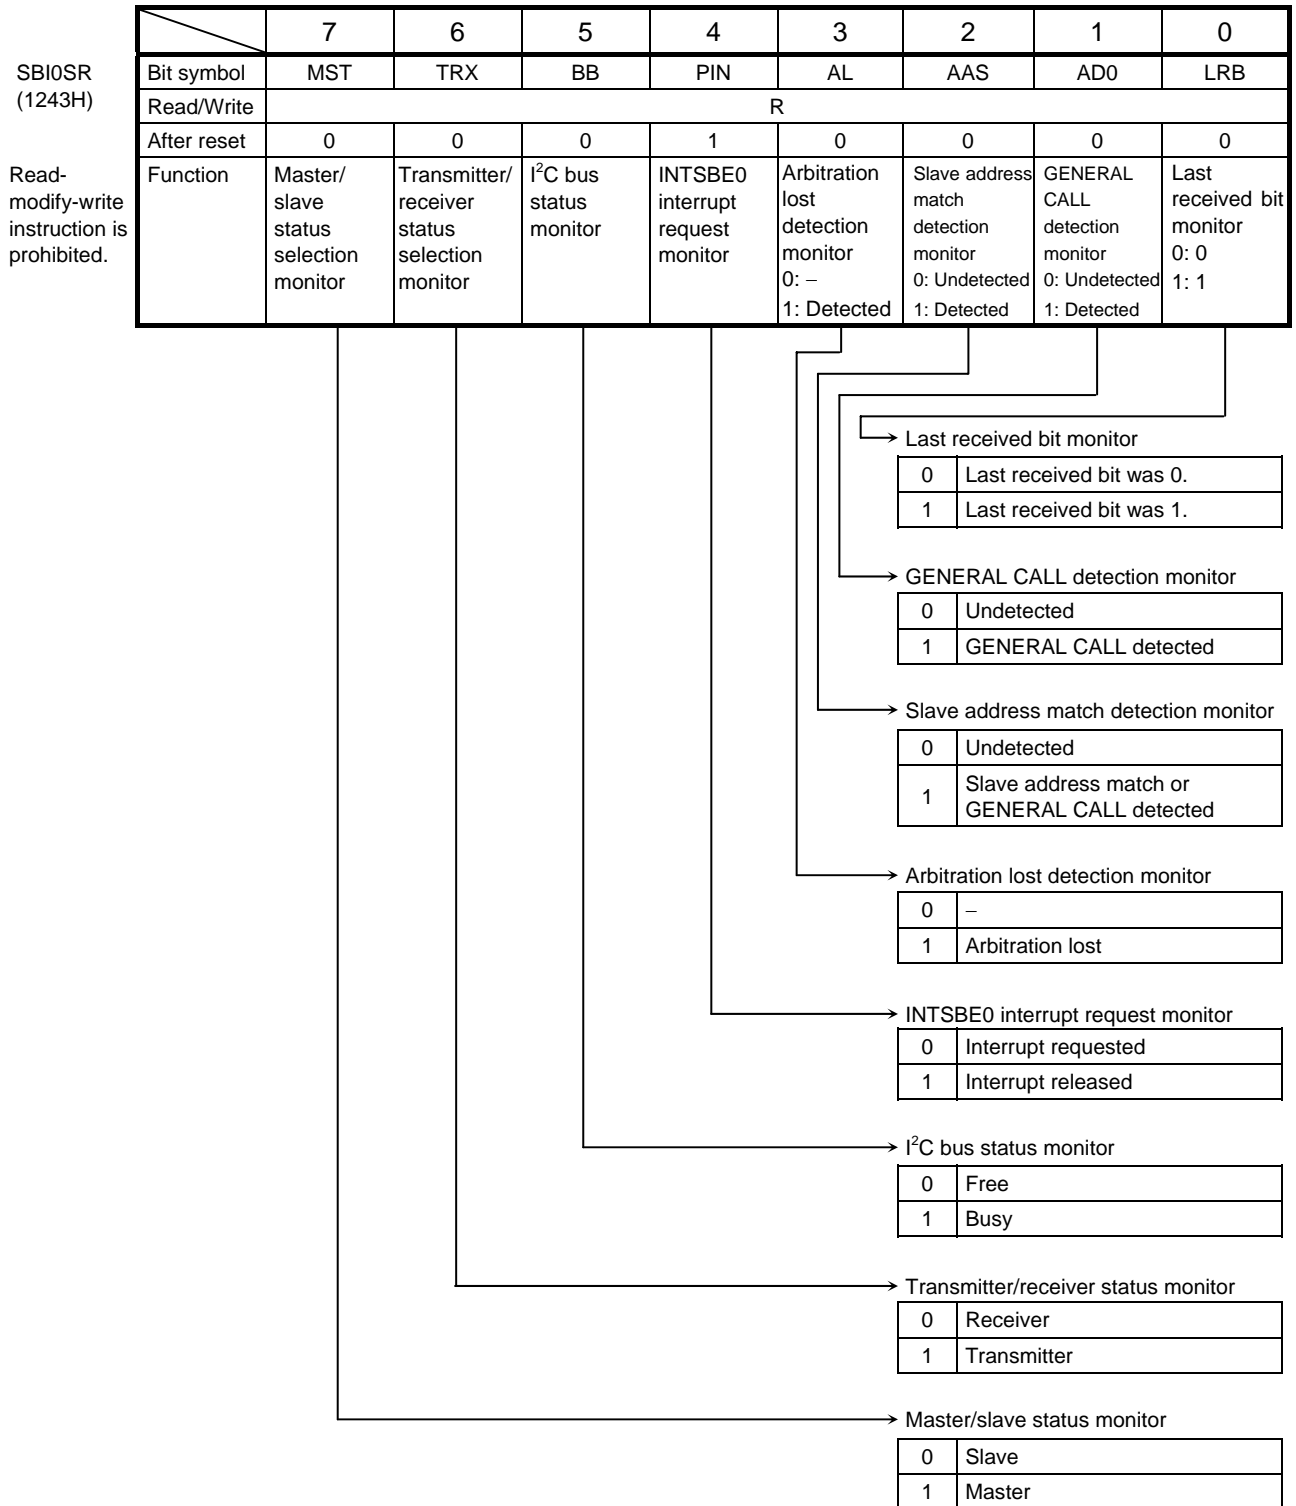 7 6 5 4 3 2 1 0
SBI0SR
(1243H)
Bit symbol MST TRX BB PIN AL AAS AD0 LRB
Read/Write R
After reset 0 0 0 1 0 0 0 0
Read-
modify-write
instruction is
prohibited.
Function
Master/
slave
status
selection
monitor
Transmitter/
receiver
status
selection
monitor
I²C bus
status
monitor
INTSBE0
interrupt
request
monitor
Arbitration
lost
detection
monitor
0: −
1: Detected
Slave address
match
detection
monitor
0: Undetected
1: Detected
GENERAL
CALL
detection
monitor
0: Undetected
1: Detected
Last
received bit
monitor
0: 0
1: 1
Last received bit monitor
0 Last received bit was 0.
1 Last received bit was 1.
GENERAL CALL detection monitor
0 Undetected
1 GENERAL CALL detected
Slave address match detection monitor
0 Undetected
1 Slave address match or
GENERAL CALL detected
Arbitration lost detection monitor
0 −
1 Arbitration lost
INTSBE0 interrupt request monitor
0 Interrupt requested
1 Interrupt released
I²C bus status monitor
0 Free
1 Busy
Transmitter/receiver status monitor
0 Receiver
1 Transmitter
Master/slave status monitor
0 Slave
1 Master